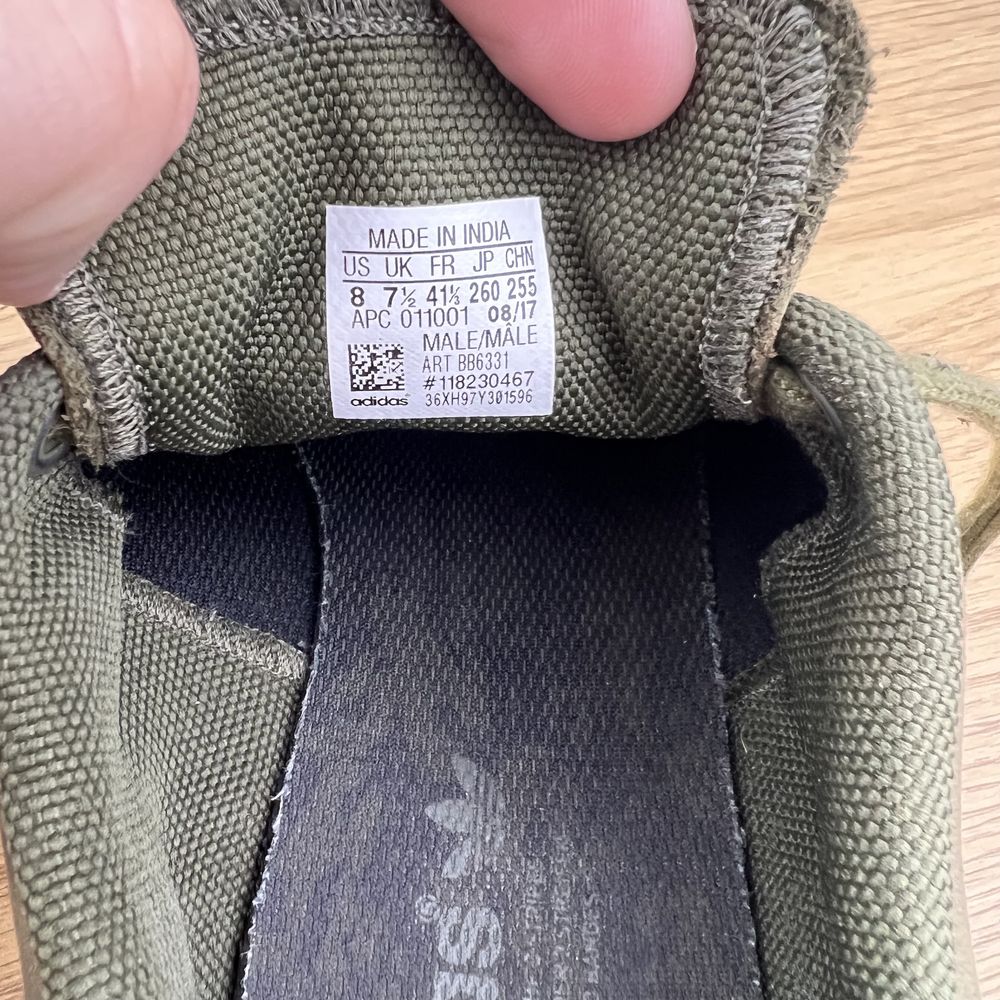 MADE IN INDIA
US UK FR JP CHN
8 7½ 41⅓ 260 255
APC 011001 08/17
MALE/MÂLE
ART BB6331
#118230467
adidas 36XH97Y301596